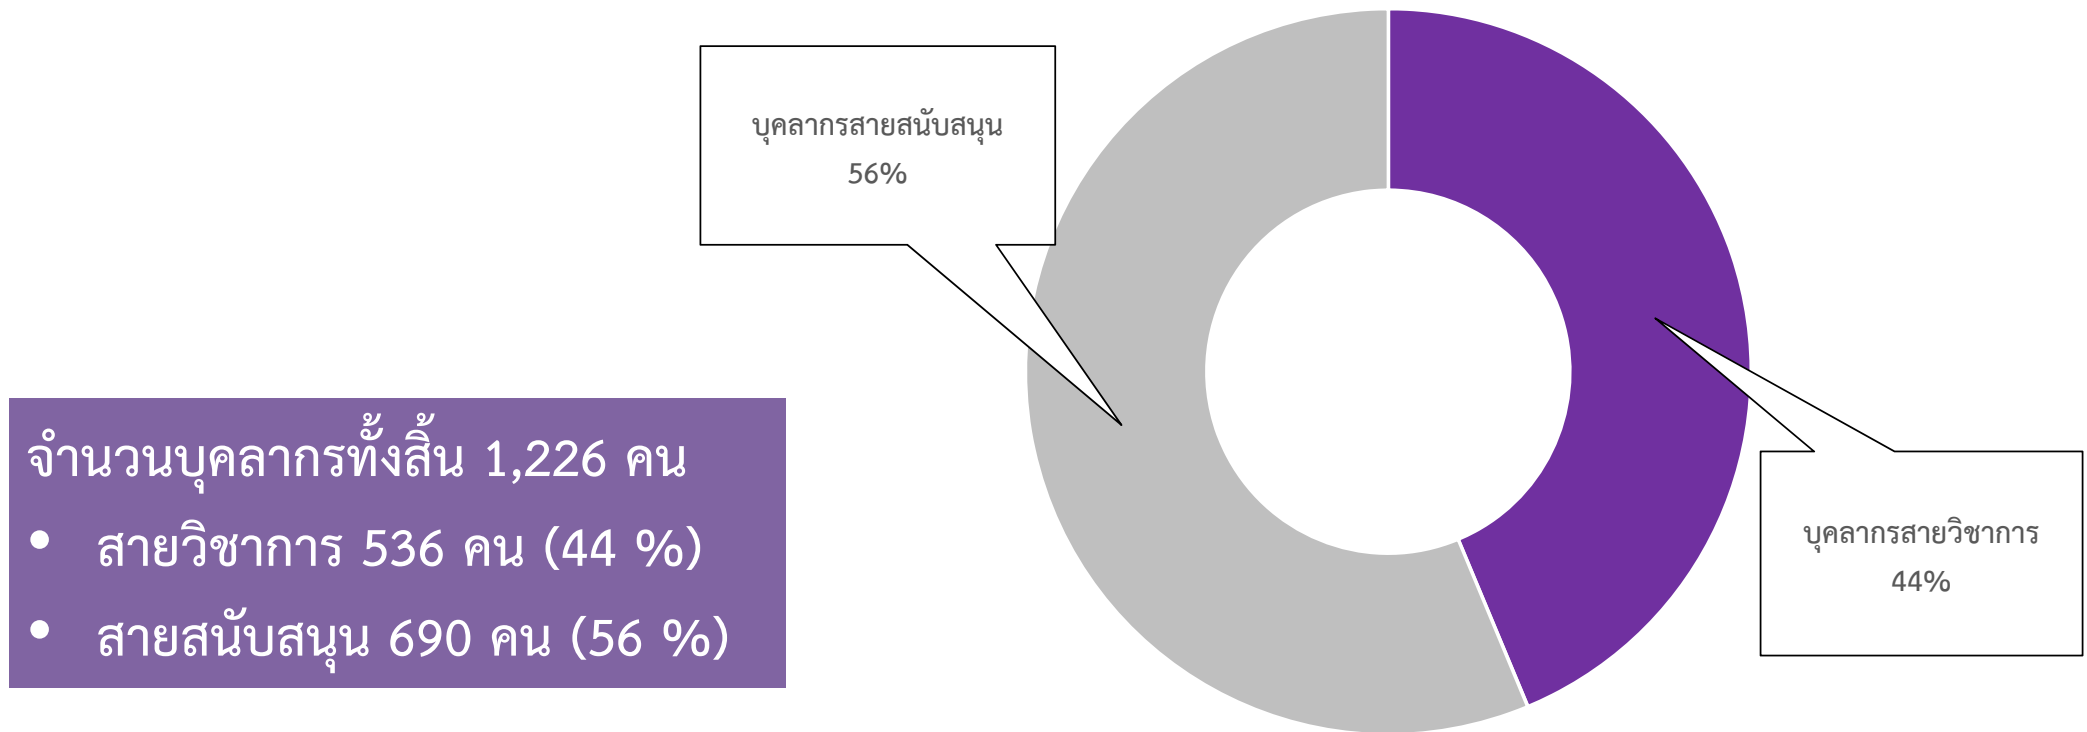 บุคลากรสายสนับสนุน
56%
จำนวนบุคลากรทั้งสิ้น 1,226 คน
• สายวิชาการ 536 คน (44 %)
• สายสนับสนุน 690 คน (56 %)
บุคลากรสายวิชาการ
44%